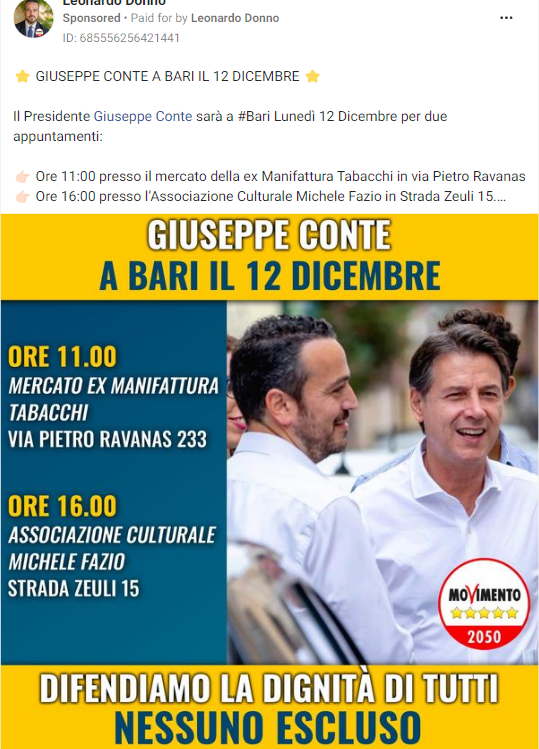 Leonardo Donno
Sponsored • Paid for by Leonardo Donno
ID: 685556256421441
⭐ GIUSEPPE CONTE A BARI IL 12 DICEMBRE ⭐
Il Presidente Giuseppe Conte sarà a #Bari Lunedì 12 Dicembre per due
appuntamenti:
👉🏻 Ore 11:00 presso il mercato della ex Manifattura Tabacchi in via Pietro Ravanas
👉🏻 Ore 16:00 presso l'Associazione Culturale Michele Fazio in Strada Zeuli 15....
GIUSEPPE CONTE
A BARI IL 12 DICEMBRE
ORE 11.00
MERCATO EX MANIFATTURA
TABACCHI
VIA PIETRO RAVANAS 233
ORE 16.00
ASSOCIAZIONE CULTURALE
MICHELE FAZIO
STRADA ZEULI 15
MOVIMENTO
2050
DIFENDIAMO LA DIGNITÀ DI TUTTI
NESSUNO ESCLUSO